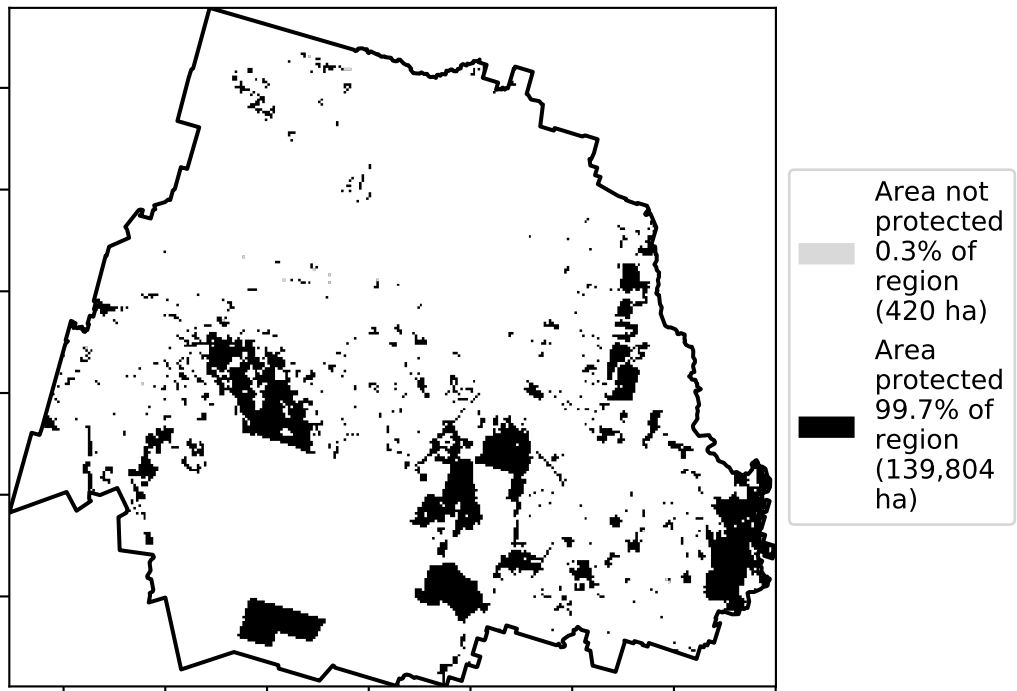 Area not
protected
0.3% of
region
(420 ha)
Area
protected
99.7% of
region
(139,804
ha)